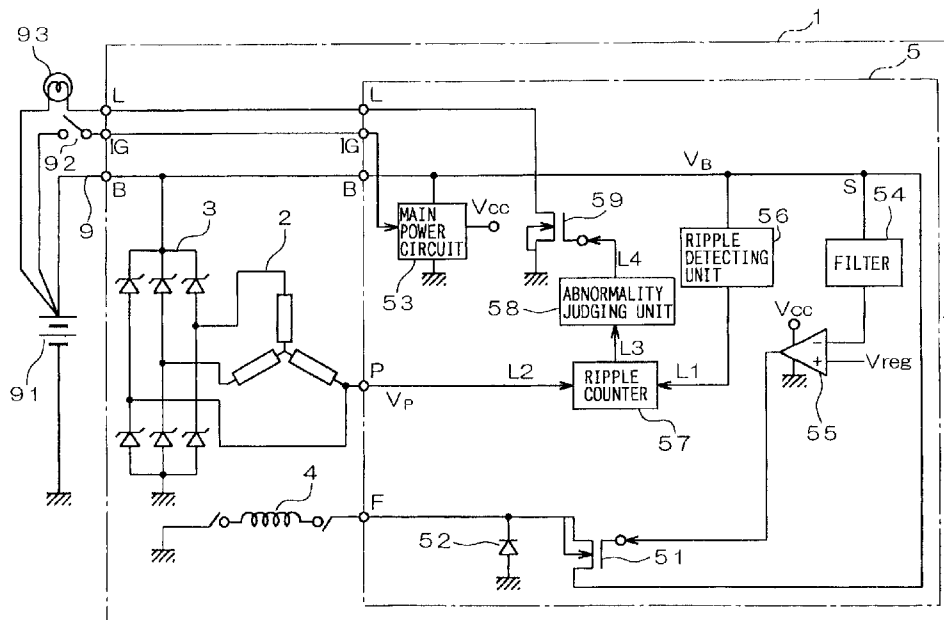 1
93
5
L
L
92
IG
IG
B
B
VB
S
9
3
2
MAIN
POWER
CIRCUIT
Vcc
53
59
L4
RIPPLE
DETECTING
UNIT
56
54
FILTER
58
ABNORMALITY
JUDGING UNIT
Vcc
L3
91
P
VP
L2
RIPPLE
COUNTER
L1
57
−
+
Vreg
55
4
F
52
51